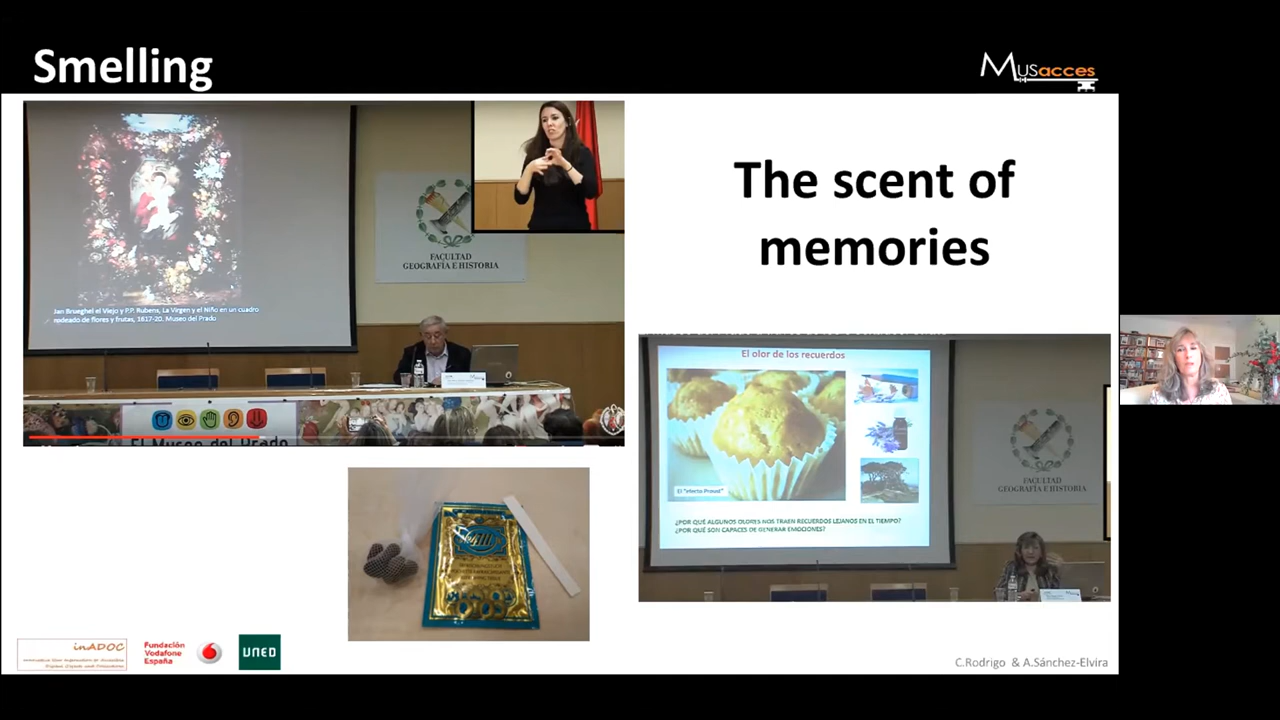 Smelling
Musacces
FACULTAD
GEOGRAFÍA E HISTORIA
Jan Brueghel el Viejo y P.P. Rubens, La Virgen y el Niño en un cuadro
rodeado de flores y frutas, 1617-20. Museo del Prado
El Museo del Prado
The scent of
memories
El olor de los recuerdos
El "efecto Proust"
¿POR QUÉ ALGUNOS OLORES NOS TRAEN RECUERDOS LEJANOS EN EL TIEMPO?
¿POR QUÉ SON CAPACES DE GENERAR EMOCIONES?
FACULTAD
GEOGRAFÍA E HISTORIA
inADOC
Fundación
Vodafone
España
UNED
C.Rodrigo & A.Sánchez-Elvira